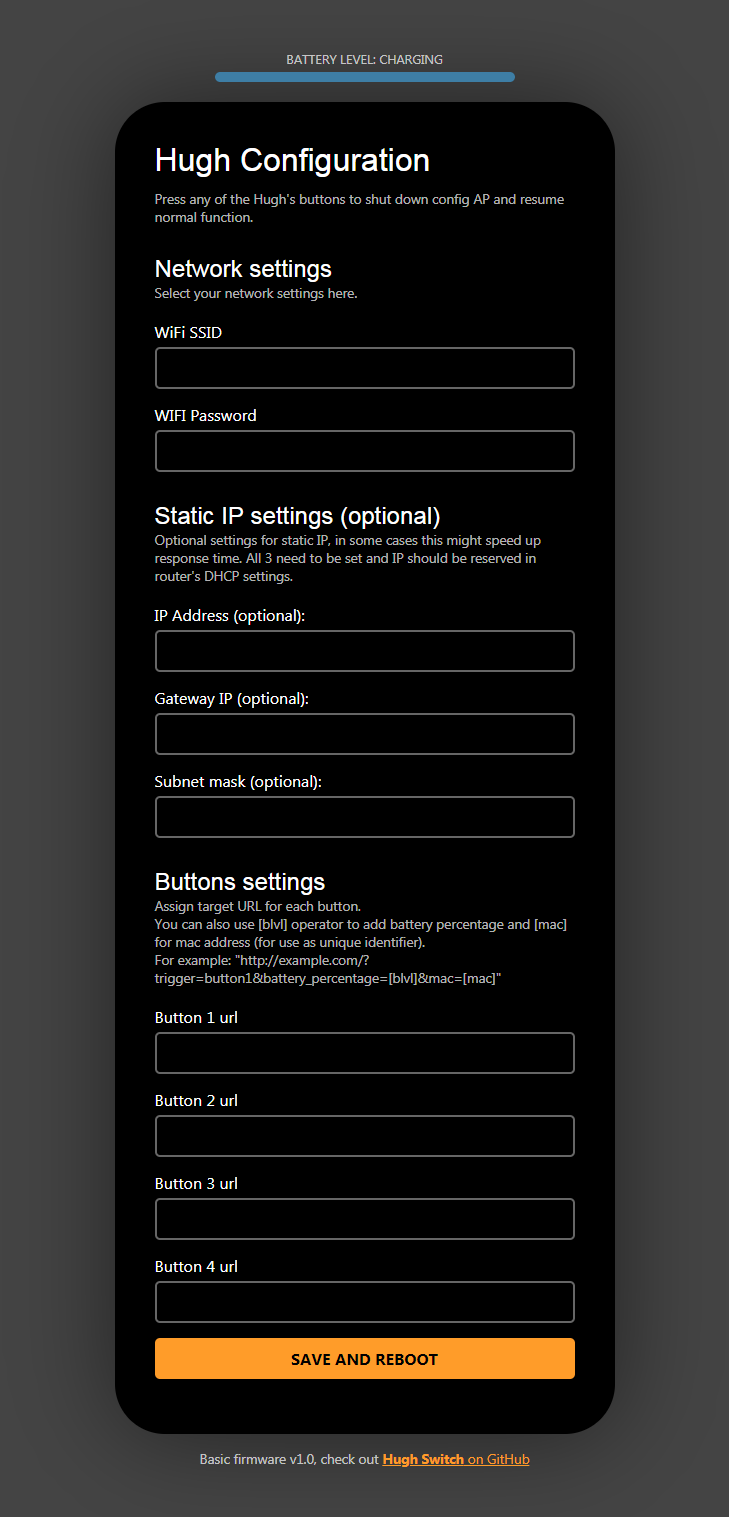 BATTERY LEVEL: CHARGING
Hugh Configuration
Press any of the Hugh's buttons to shut down config AP and resume
normal function.
Network settings
Select your network settings here.
WiFi SSID
WIFI Password
Static IP settings (optional)
Optional settings for static IP, in some cases this might speed up
response time. All 3 need to be set and IP should be reserved in
router's DHCP settings.
IP Address (optional):
Gateway IP (optional):
Subnet mask (optional):
Buttons settings
Assign target URL for each button.
You can also use [blvl] operator to add battery percentage and [mac]
for mac address (for use as unique identifier).
For example: "http://example.com/?
trigger=button1&battery_percentage=[blvl]&mac=[mac]"
Button 1 url
Button 2 url
Button 3 url
Button 4 url
SAVE AND REBOOT
Basic firmware v1.0, check out Hugh Switch on GitHub